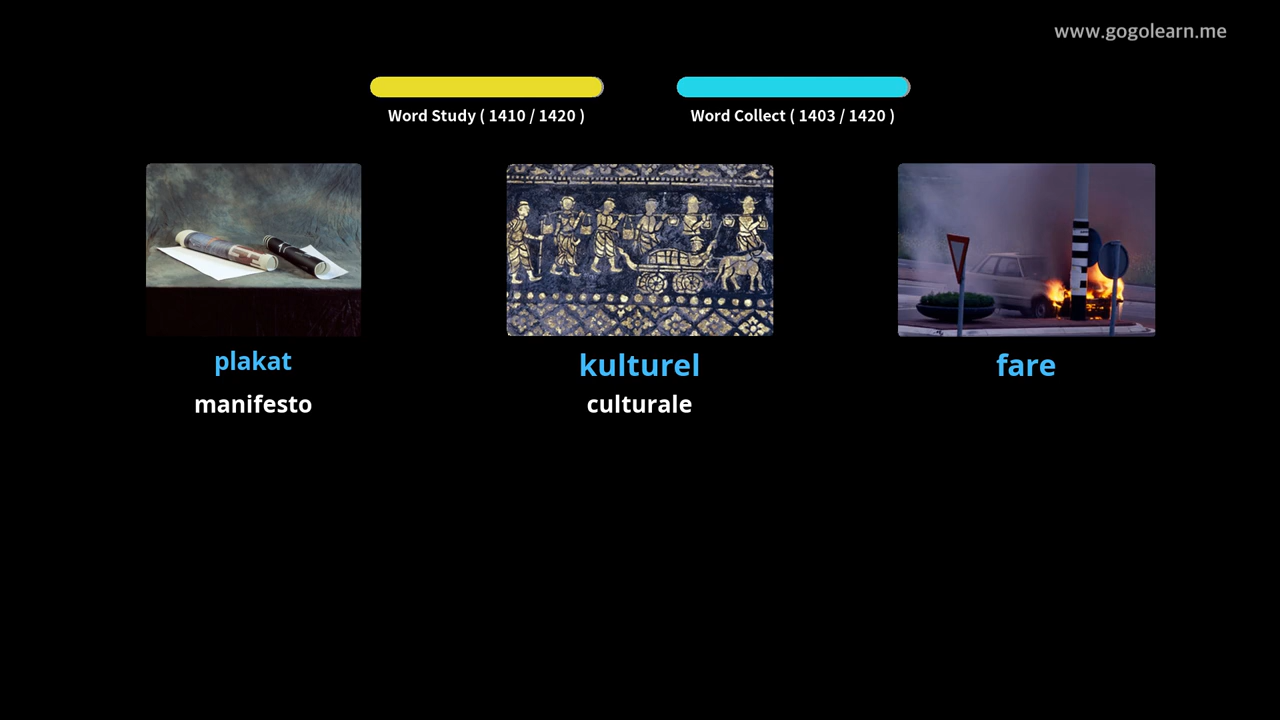 www.gogolearn.me
Word Study ( 1410 / 1420 )
Word Collect ( 1403 / 1420 )
plakat
manifesto
kulturel
culturale
fare